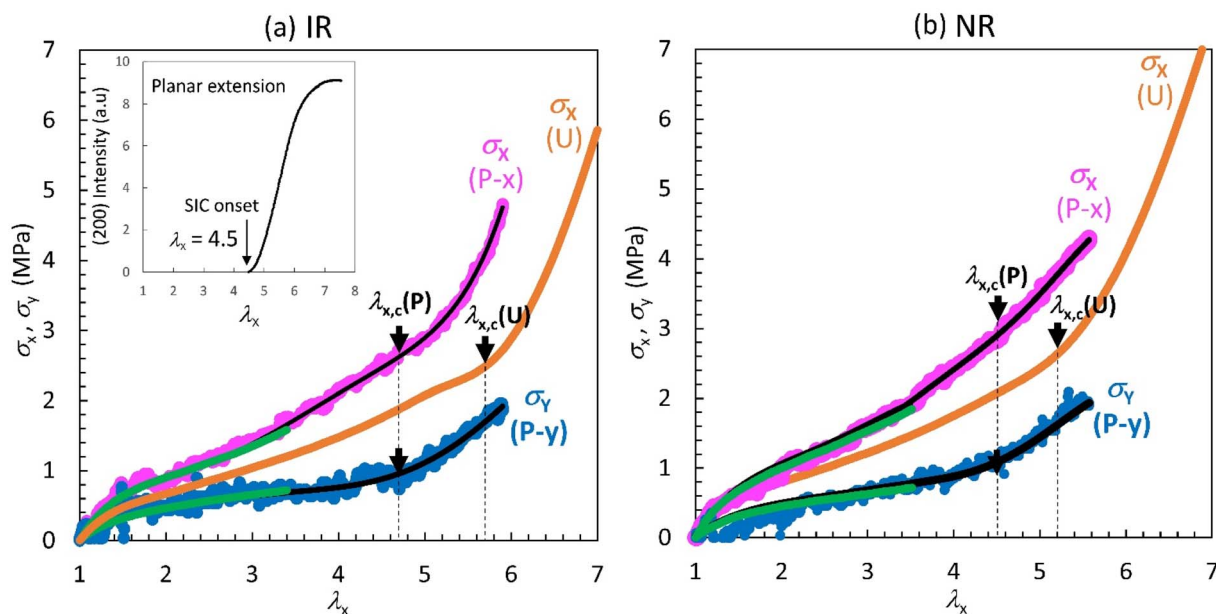 (a) IR
7
6
5
4
3
2
1
0
σx, σy (MPa)
1 2 3 4 5 6 7
λx
10
8
6
4
2
0
(200) Intensity (a.u)
Planar extension
SIC onset
λx = 4.5
1 2 3 4 5 6 7 8
λx
σX
(P-x)
σX
(U)
λx,c(P)
λx,c(U)
σY
(P-y)
(b) NR
7
6
5
4
3
2
1
0
σx, σy (MPa)
1 2 3 4 5 6 7
λx
σX
(U)
σX
(P-x)
λx,c(P)
λx,c(U)
σY
(P-y)